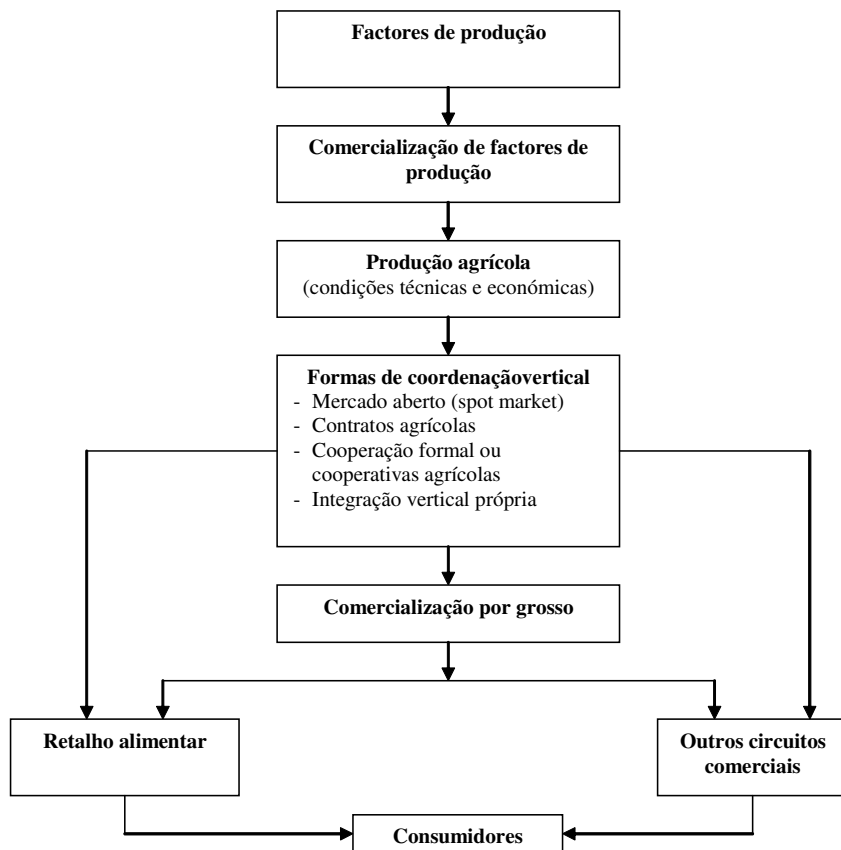 Factores de produção
Comercialização de factores de
produção
Produção agrícola
(condições técnicas e económicas)
Formas de coordenaçãovertical
- Mercado aberto (spot market)
- Contratos agrícolas
- Cooperação formal ou
cooperativas agrícolas
- Integração vertical própria
Comercialização por grosso
Retalho alimentar
Outros circuitos
comerciais
Consumidores